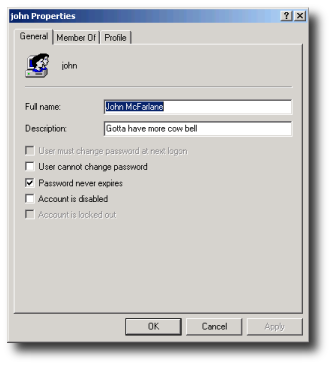 john Properties
General
Member Of
Profile
john
Full name:
John McFarlane
Description:
Gotta have more cow bell
User must change password at next logon
User cannot change password
Password never expires
Account is disabled
Account is locked out
OK
Cancel
Apply